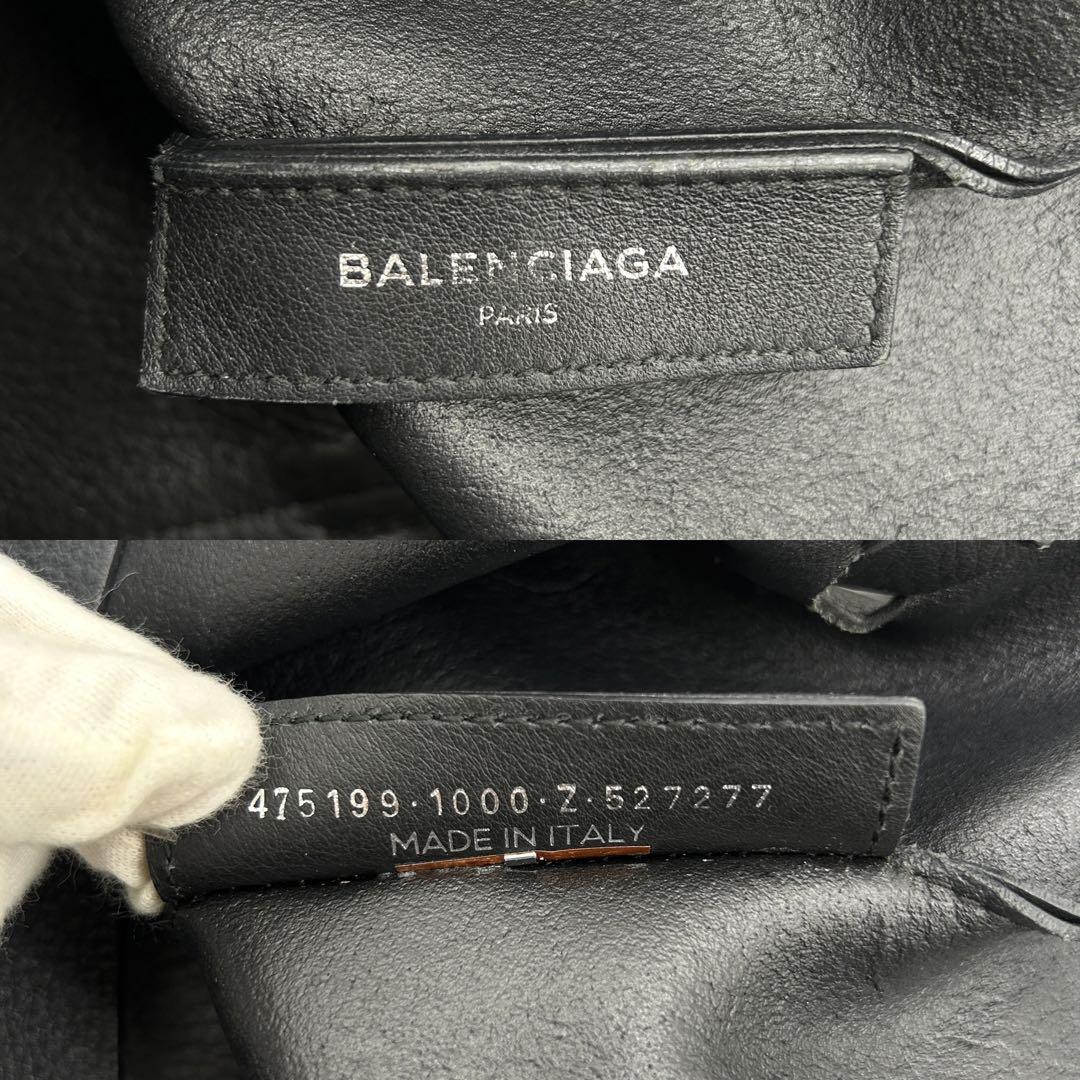 BALENCIAGA
PARIS
475199·1000·Z·527277
MADE IN ITALY